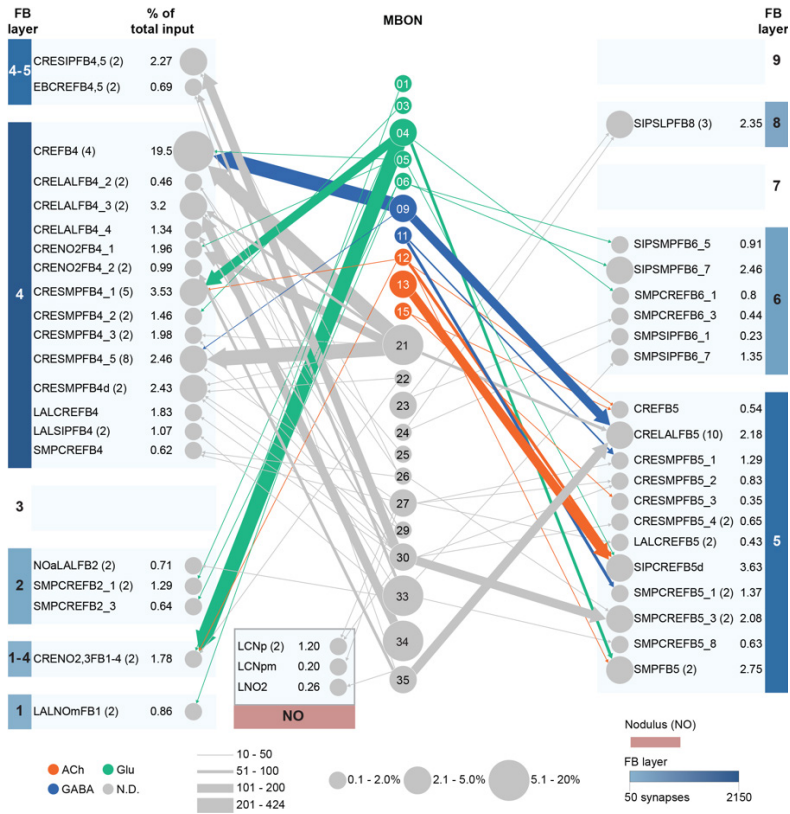 FB layer
% of total input
MBON
FB layer
4-5
CRESIPFB4,5 (2) 2.27
EBCREFB4,5 (2) 0.69
4
CREFB4 (4) 19.5
CRELALFB4_2 (2) 0.46
CRELALFB4_3 (2) 3.2
CRELALFB4_4 1.34
CRENO2FB4_1 1.96
CRENO2FB4_2 (2) 0.99
CRESMPFB4_1 (5) 3.53
CRESMPFB4_2 (2) 1.46
CRESMPFB4_3 (2) 1.98
CRESMPFB4_5 (8) 2.46
CRESMPFB4d (2) 2.43
LALCREFB4 1.83
LALSIPFB4 (2) 1.07
SMPCREFB4 0.62
3
2
NOaLALFB2 (2) 0.71
SMPCREFB2_1 (2) 1.29
SMPCREFB2_3 0.64
1-4
CRENO2,3FB1-4 (2) 1.78
1
LALNOmFB1 (2) 0.86
01
03
04
05
06
09
11
12
13
15
21
22
23
24
25
26
27
29
30
33
34
35
LCNp (2) 1.20
LCNpm 0.20
LNO2 0.26
NO
9
SIPSLPFB8 (3) 2.35
8
7
SIPSMPFB6_5 0.91
SIPSMPFB6_7 2.46
SMPCREFB6_1 0.8
SMPCREFB6_3 0.44
SMPSIPFB6_1 0.23
SMPSIPFB6_7 1.35
6
CREFB5 0.54
CRELALFB5 (10) 2.18
CRESMPFB5_1 1.29
CRESMPFB5_2 0.83
CRESMPFB5_3 0.35
CRESMPFB5_4 (2) 0.65
LALCREFB5 (2) 0.43
SIPCREFB5d 3.63
SMPCREFB5_1 (2) 1.37
SMPCREFB5_3 (2) 2.08
SMPCREFB5_8 0.63
SMPFB5 (2) 2.75
5
ACh
Glu
GABA
N.D.
10 - 50
51 - 100
101 - 200
201 - 424
0.1 - 2.0%
2.1 - 5.0%
5.1 - 20%
Nodulus (NO)
FB layer
50 synapses 2150